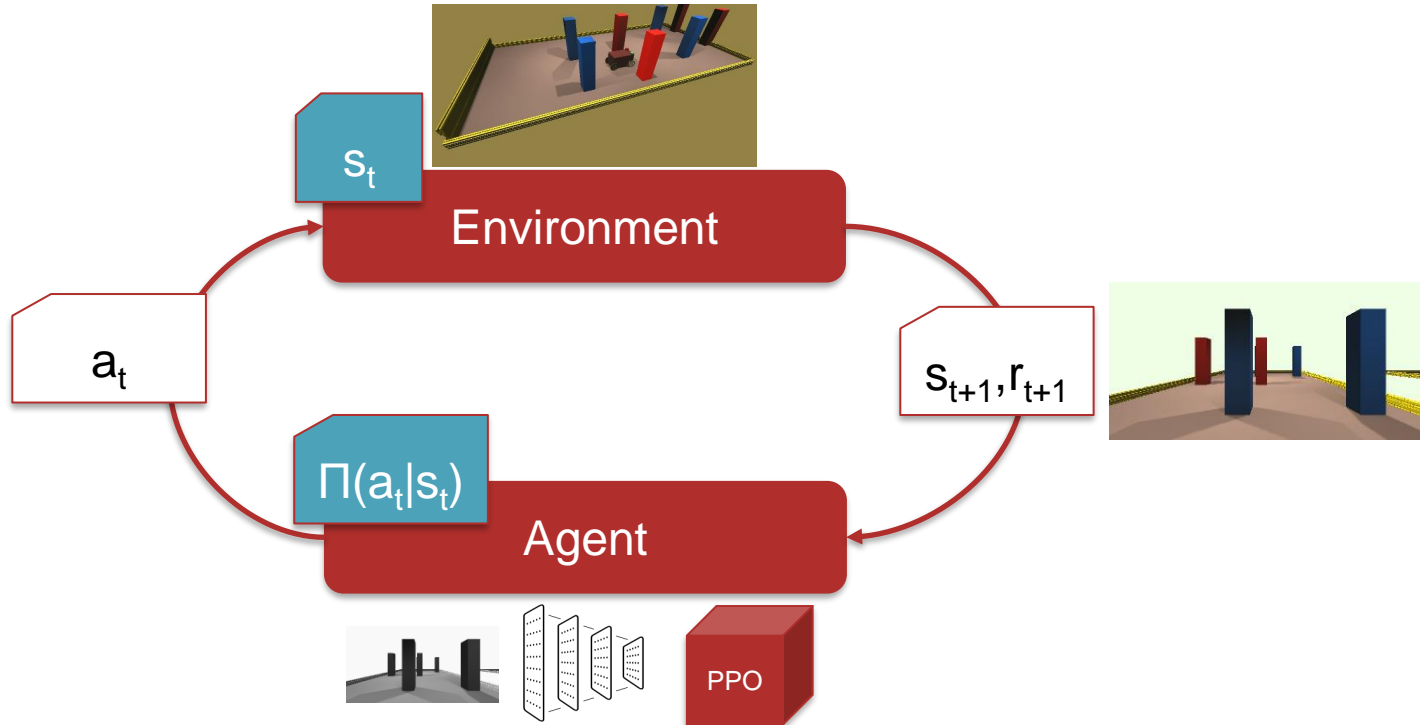 sₜ
Environment
aₜ
sₜ₊₁,rₜ₊₁
Π(aₜ|sₜ)
Agent
PPO